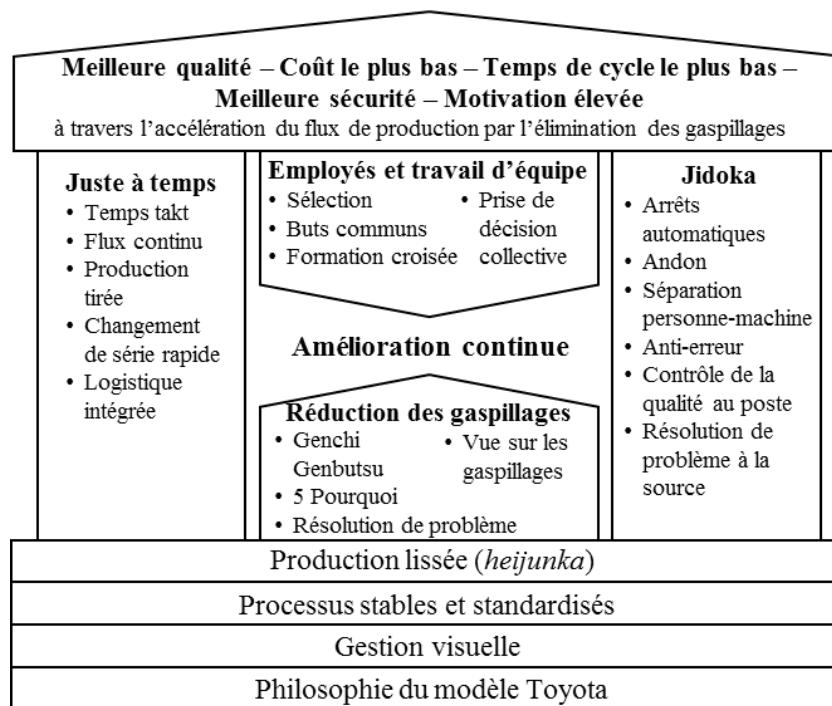 Meilleure qualité – Coût le plus bas – Temps de cycle le plus bas –
Meilleure sécurité – Motivation élevée
à travers l’accélération du flux de production par l’élimination des gaspillages
Juste à temps
• Temps takt
• Flux continu
• Production
tirée
• Changement
de série rapide
• Logistique
intégrée
Employés et travail d’équipe
• Sélection
• Buts communs
• Formation croisée
• Prise de
décision
collective
Amélioration continue
Réduction des gaspillages
• Genchi
Genbutsu
• 5 Pourquoi
• Résolution de problème
• Vue sur les
gaspillages
Jidoka
• Arrêts
automatiques
• Andon
• Séparation
personne-machine
• Anti-erreur
• Contrôle de la
qualité au poste
• Résolution de
problème à la
source
Production lissée (heijunka)
Processus stables et standardisés
Gestion visuelle
Philosophie du modèle Toyota